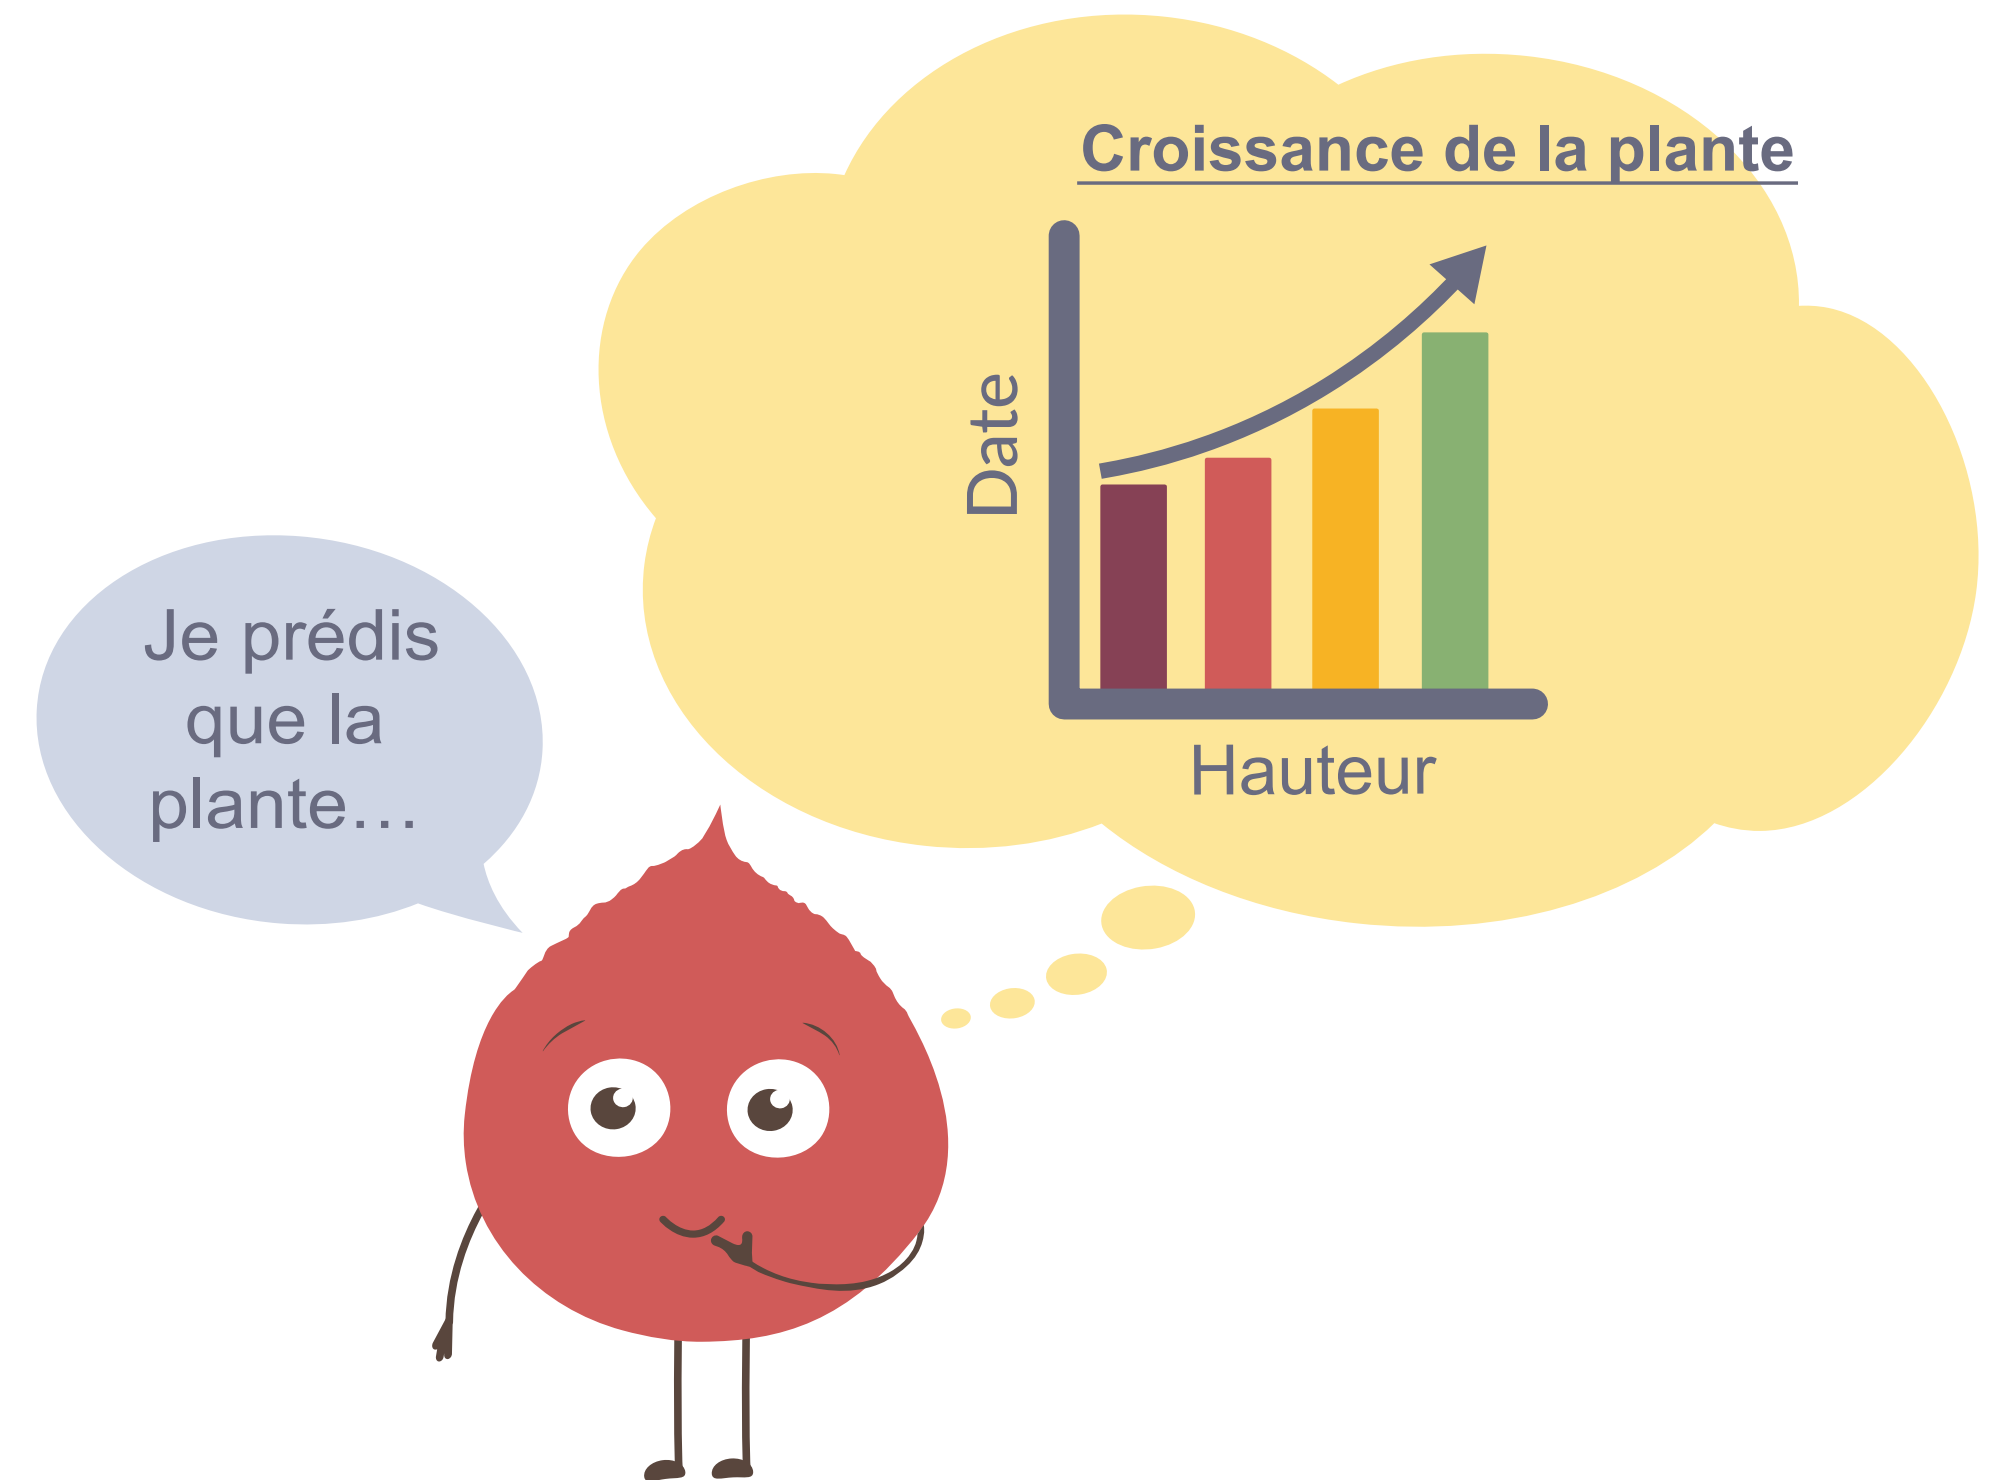 Croissance de la plante
Date
Hauteur
Je prédis
que la
plante…